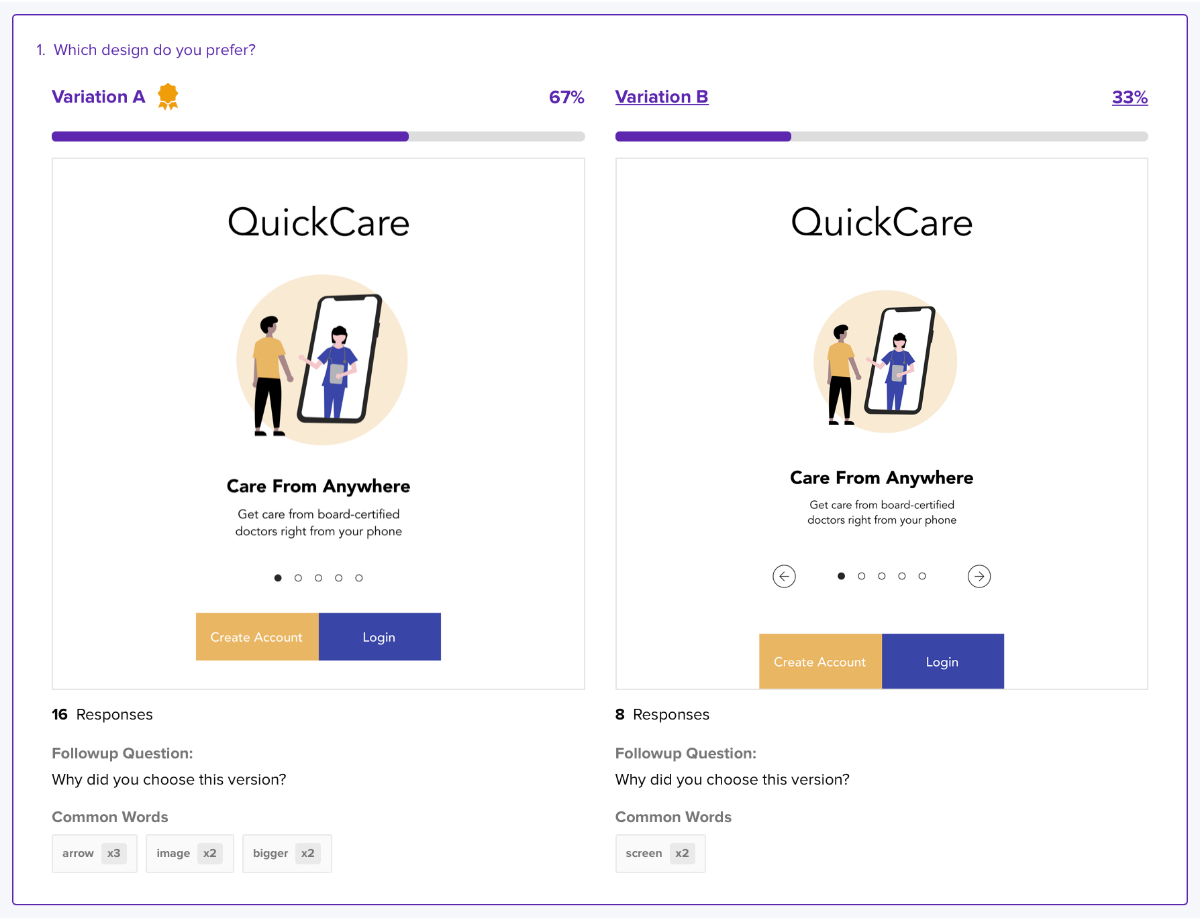 1. Which design do you prefer?
Variation A
67%
Variation B
33%
QuickCare
Care From Anywhere
Get care from board-certified
doctors right from your phone
Create Account
Login
QuickCare
Care From Anywhere
Get care from board-certified
doctors right from your phone
Create Account
Login
16 Responses
Followup Question:
Why did you choose this version?
Common Words
arrow x3
image x2
bigger x2
8 Responses
Followup Question:
Why did you choose this version?
Common Words
screen x2